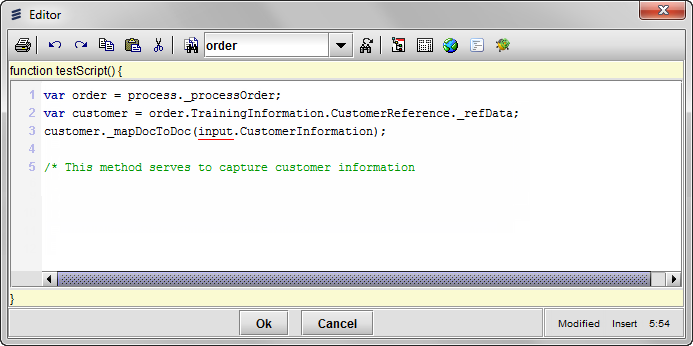 Editor
order
function testScript() {
1 var order = process._processOrder;
2 var customer = order.TrainingInformation.CustomerReference._refData;
3 customer._mapDocToDoc(input.CustomerInformation);
4
5 /* This method serves to capture customer information
}
Ok Cancel Modified Insert 5:54